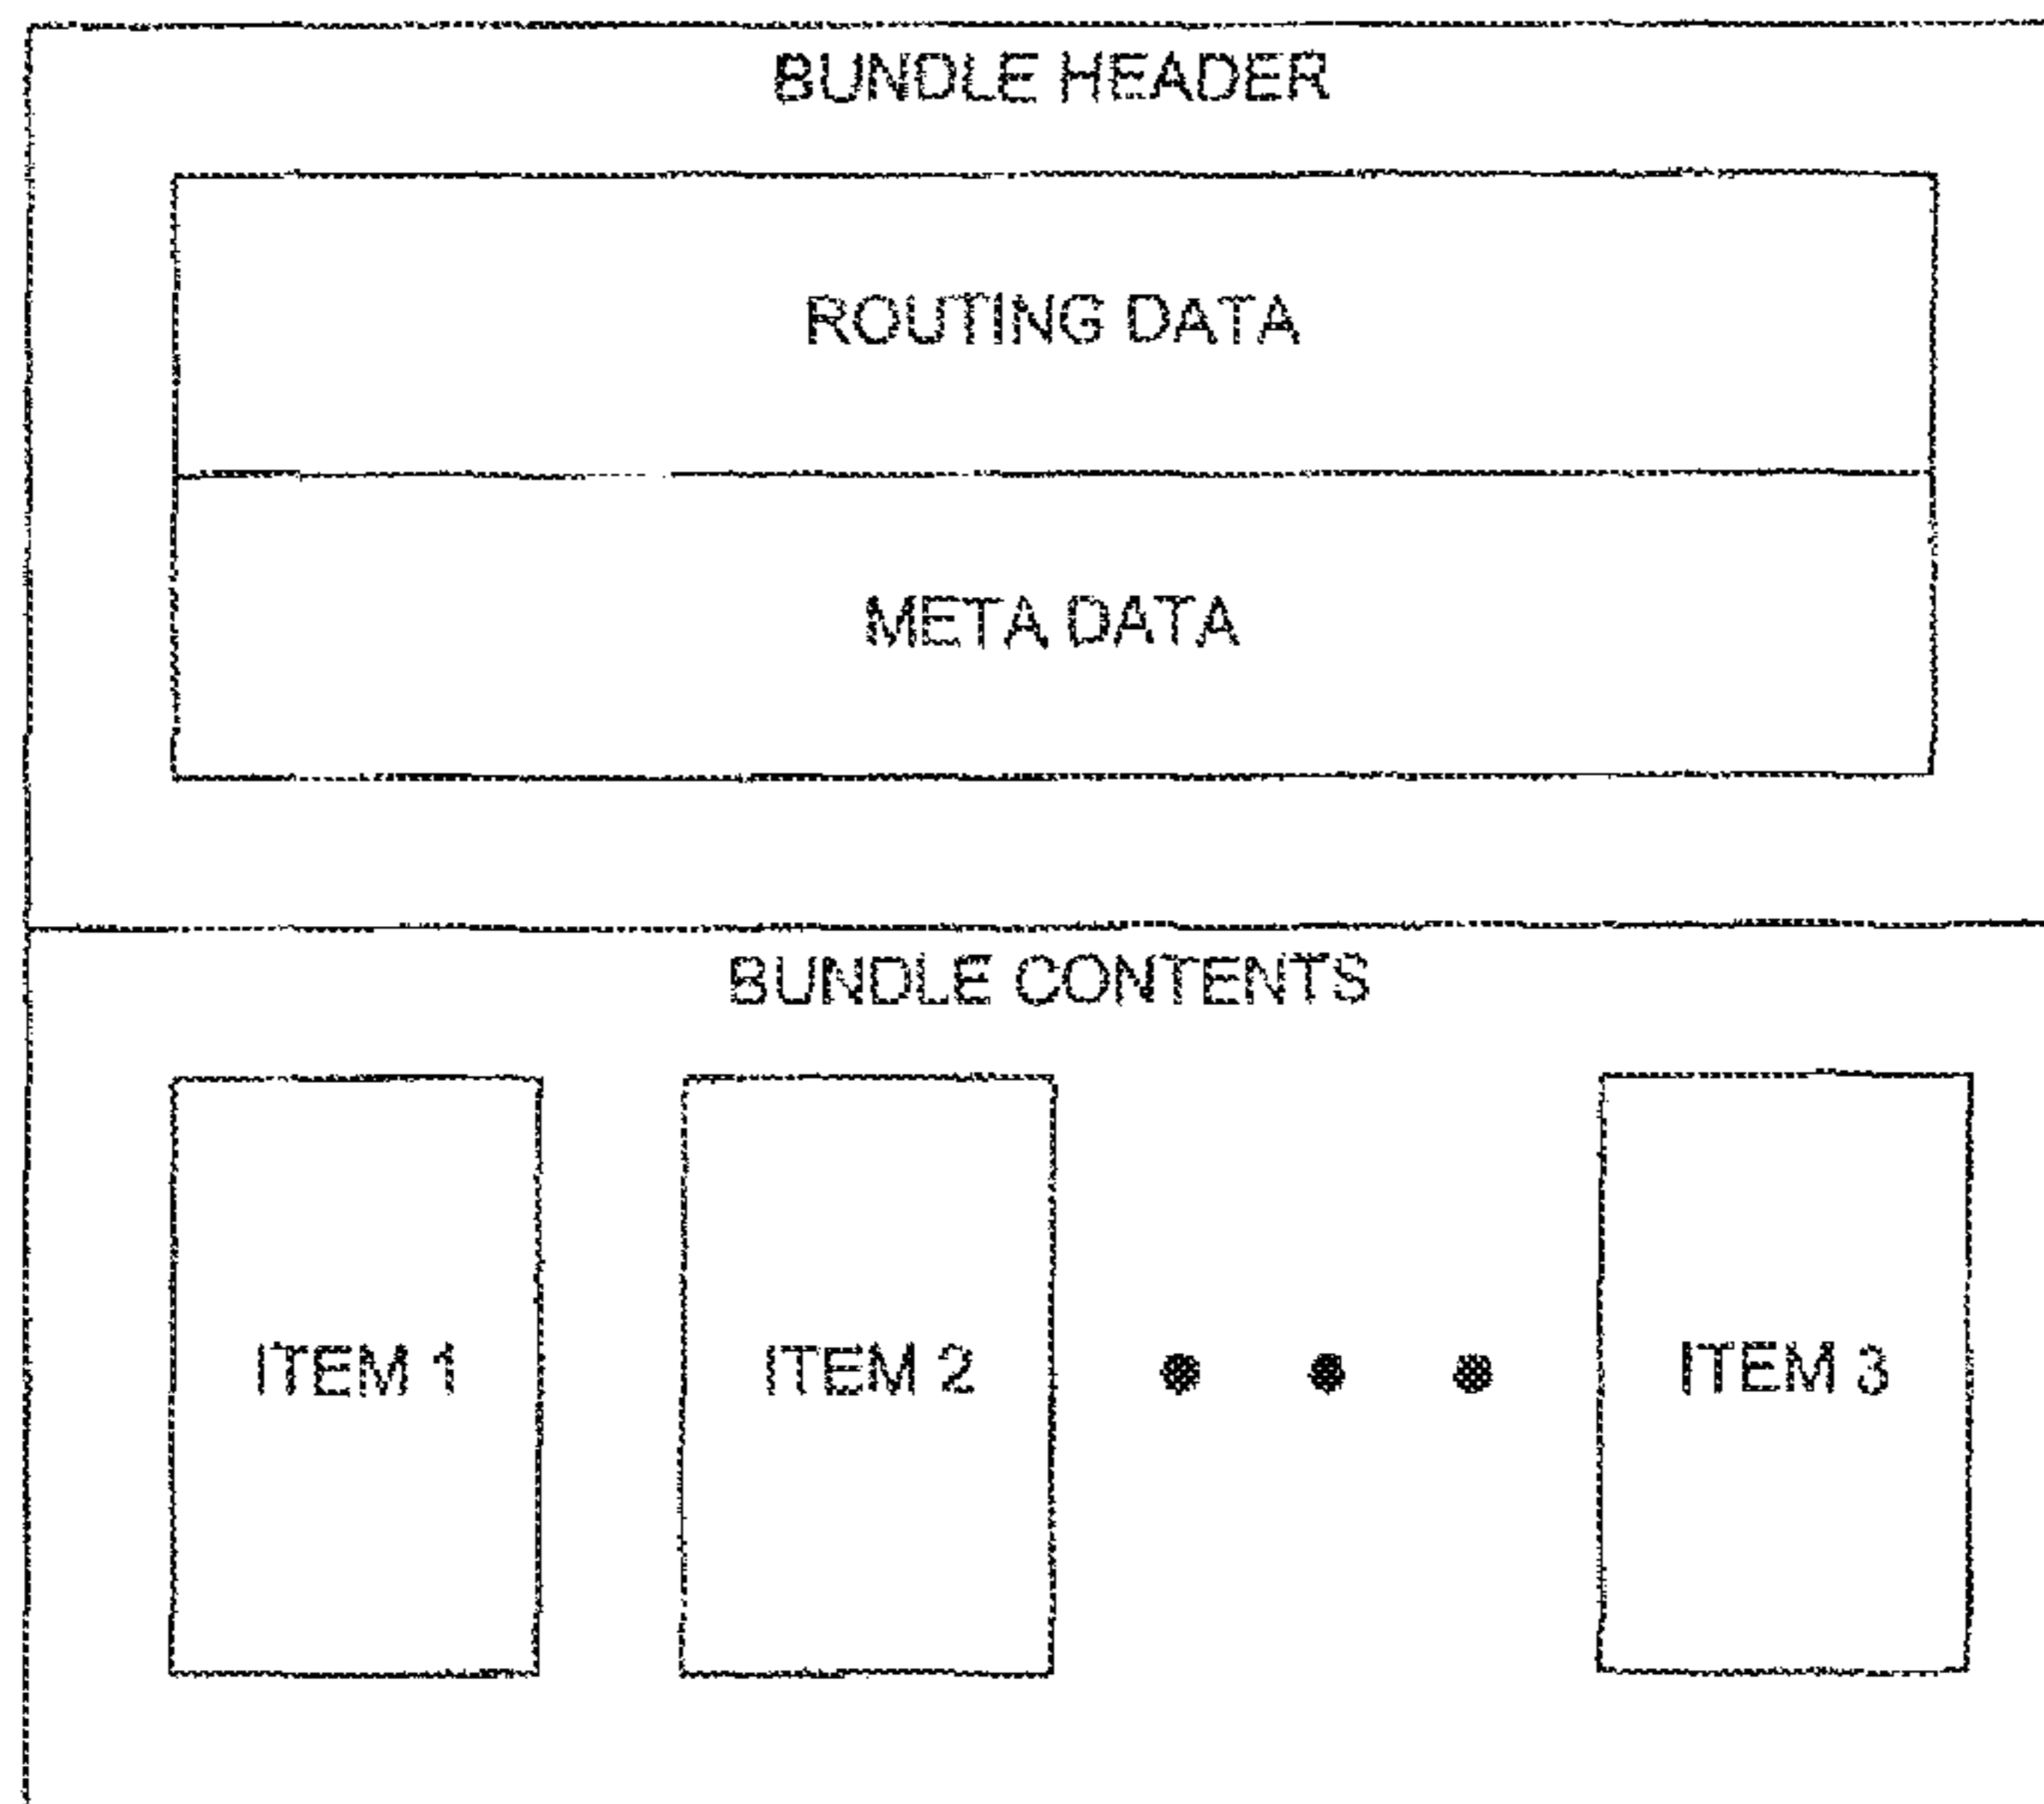 BUNDLE HEADER
ROUTING DATA
META DATA
BUNDLE CONTENTS
ITEM 1
ITEM 2
ITEM 3